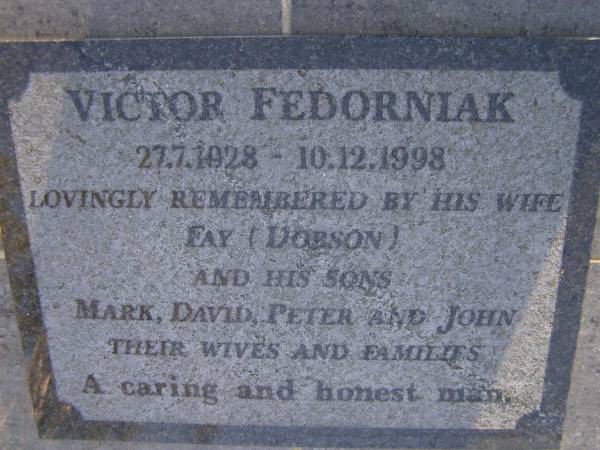 VICTOR FEDORNIAK
27.7.1928 - 10.12.1998
LOVINGLY REMEMBERED BY HIS WIFE
FAY (DOBSON)
AND HIS SONS
MARK, DAVID, PETER AND JOHN
THEIR WIVES AND FAMILIES
A caring and honest man.